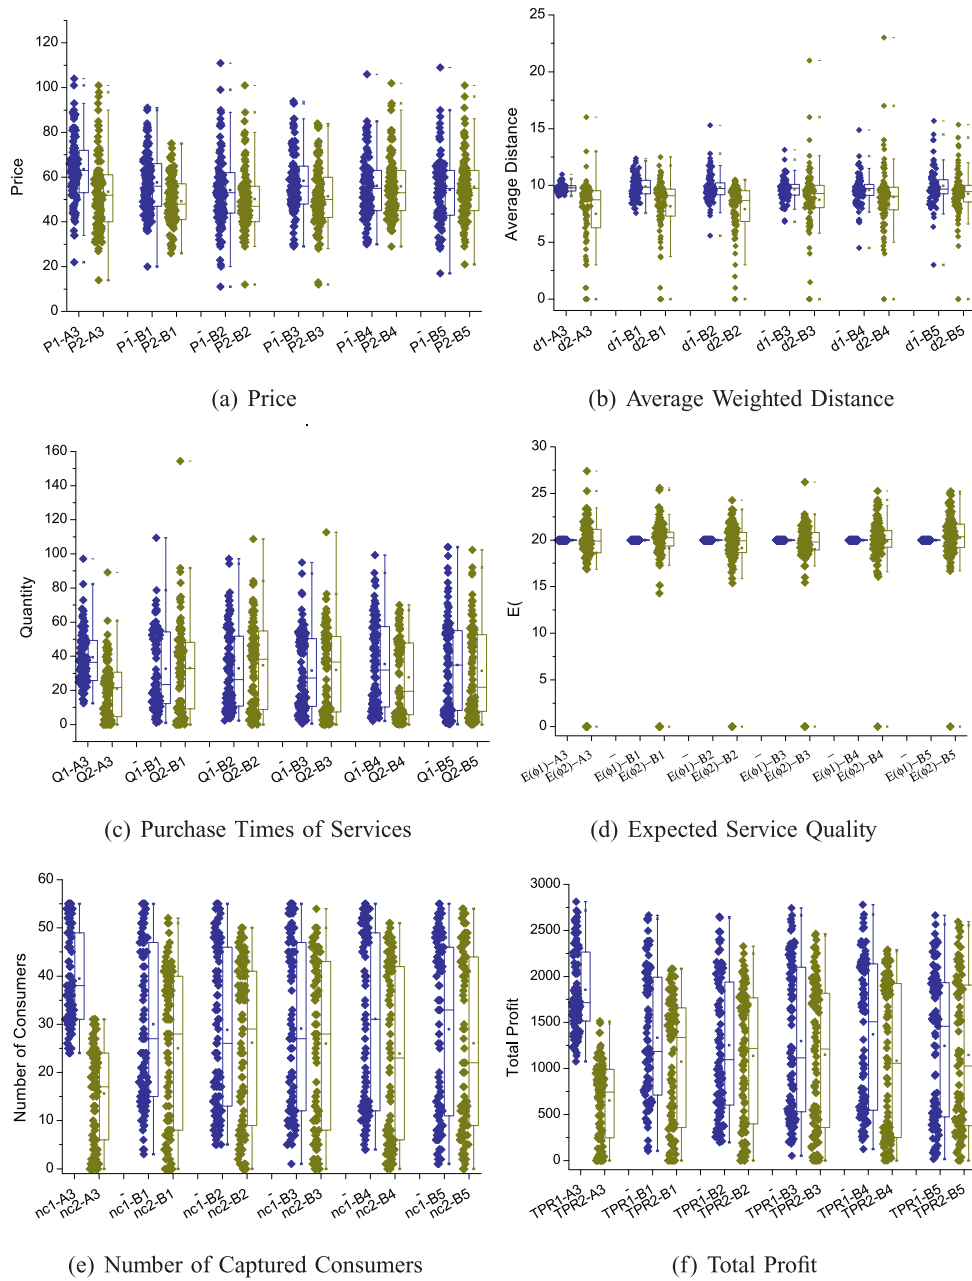 120
100
80
60
40
20
0
Price
P1-A3
P2-A3
-
P1-B1
P2-B1
-
P1-B2
P2-B2
-
P1-B3
P2-B3
-
P1-B4
P2-B4
-
P1-B5
P2-B5
(a) Price
25
20
15
10
5
0
Average Distance
d1-A3
d2-A3
-
d1-B1
d2-B1
-
d1-B2
d2-B2
-
d1-B3
d2-B3
-
d1-B4
d2-B4
-
d1-B5
d2-B5
(b) Average Weighted Distance
160
140
120
100
80
60
40
20
0
Quantity
Q1-A3
Q2-A3
-
Q1-B1
Q2-B1
-
Q1-B2
Q2-B2
-
Q1-B3
Q2-B3
-
Q1-B4
Q2-B4
-
Q1-B5
Q2-B5
(c) Purchase Times of Services
30
25
20
15
10
5
0
E(
E(φ1)–A3
E(φ2)–A3
–
E(φ1)–B1
E(φ2)–B1
–
E(φ1)–B2
E(φ2)–B2
–
E(φ1)–B3
E(φ2)–B3
–
E(φ1)–B4
E(φ2)–B4
–
E(φ1)–B5
E(φ2)–B5
(d) Expected Service Quality
60
50
40
30
20
10
0
Number of Consumers
nc1-A3
nc2-A3
-
nc1-B1
nc2-B1
-
nc1-B2
nc2-B2
-
nc1-B3
nc2-B3
-
nc1-B4
nc2-B4
-
nc1-B5
nc2-B5
(e) Number of Captured Consumers
3000
2500
2000
1500
1000
500
0
Total Profit
TPR1-A3
TPR2-A3
-
TPR1-B1
TPR2-B1
-
TPR1-B2
TPR2-B2
-
TPR1-B3
TPR2-B3
-
TPR1-B4
TPR2-B4
-
TPR1-B5
TPR2-B5
(f) Total Profit